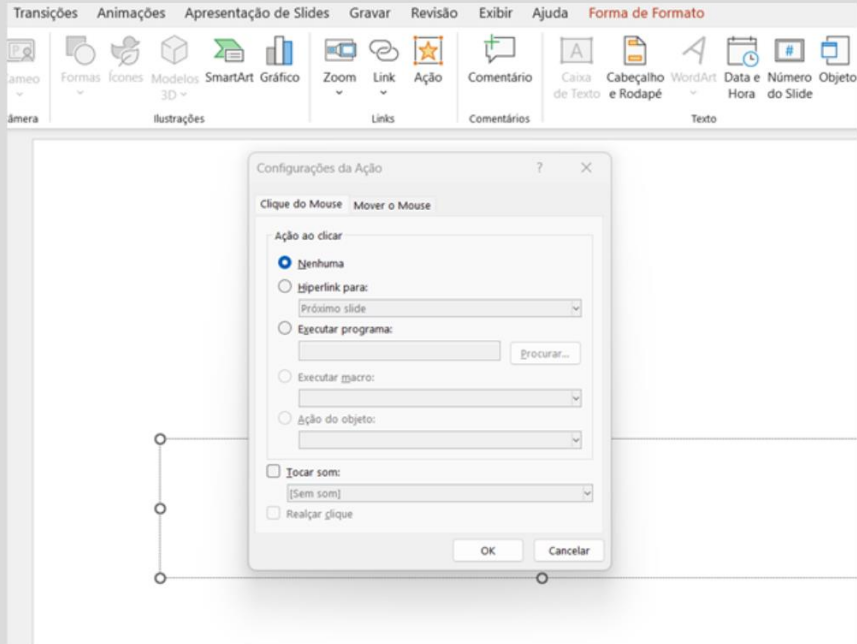 Transições Animações Apresentação de Slides Gravar Revisão Exibir Ajuda Forma de Formato
Formas Ícones Modelos 3D SmartArt Gráfico Zoom Link Ação Comentário Caixa de Texto Cabeçalho e Rodapé WordArt Data e Hora Número do Slide Objeto
Ilustrações Links Comentários Texto
Configurações da Ação ?
Clique do Mouse Mover o Mouse
Ação ao clicar
Nenhuma
Hiperlink para:
Próximo slide
Executar programa:
Procurar...
Executar macro:
Ação do objeto:
Tocar som:
[Sem som]
Realçar clique
OK Cancelar